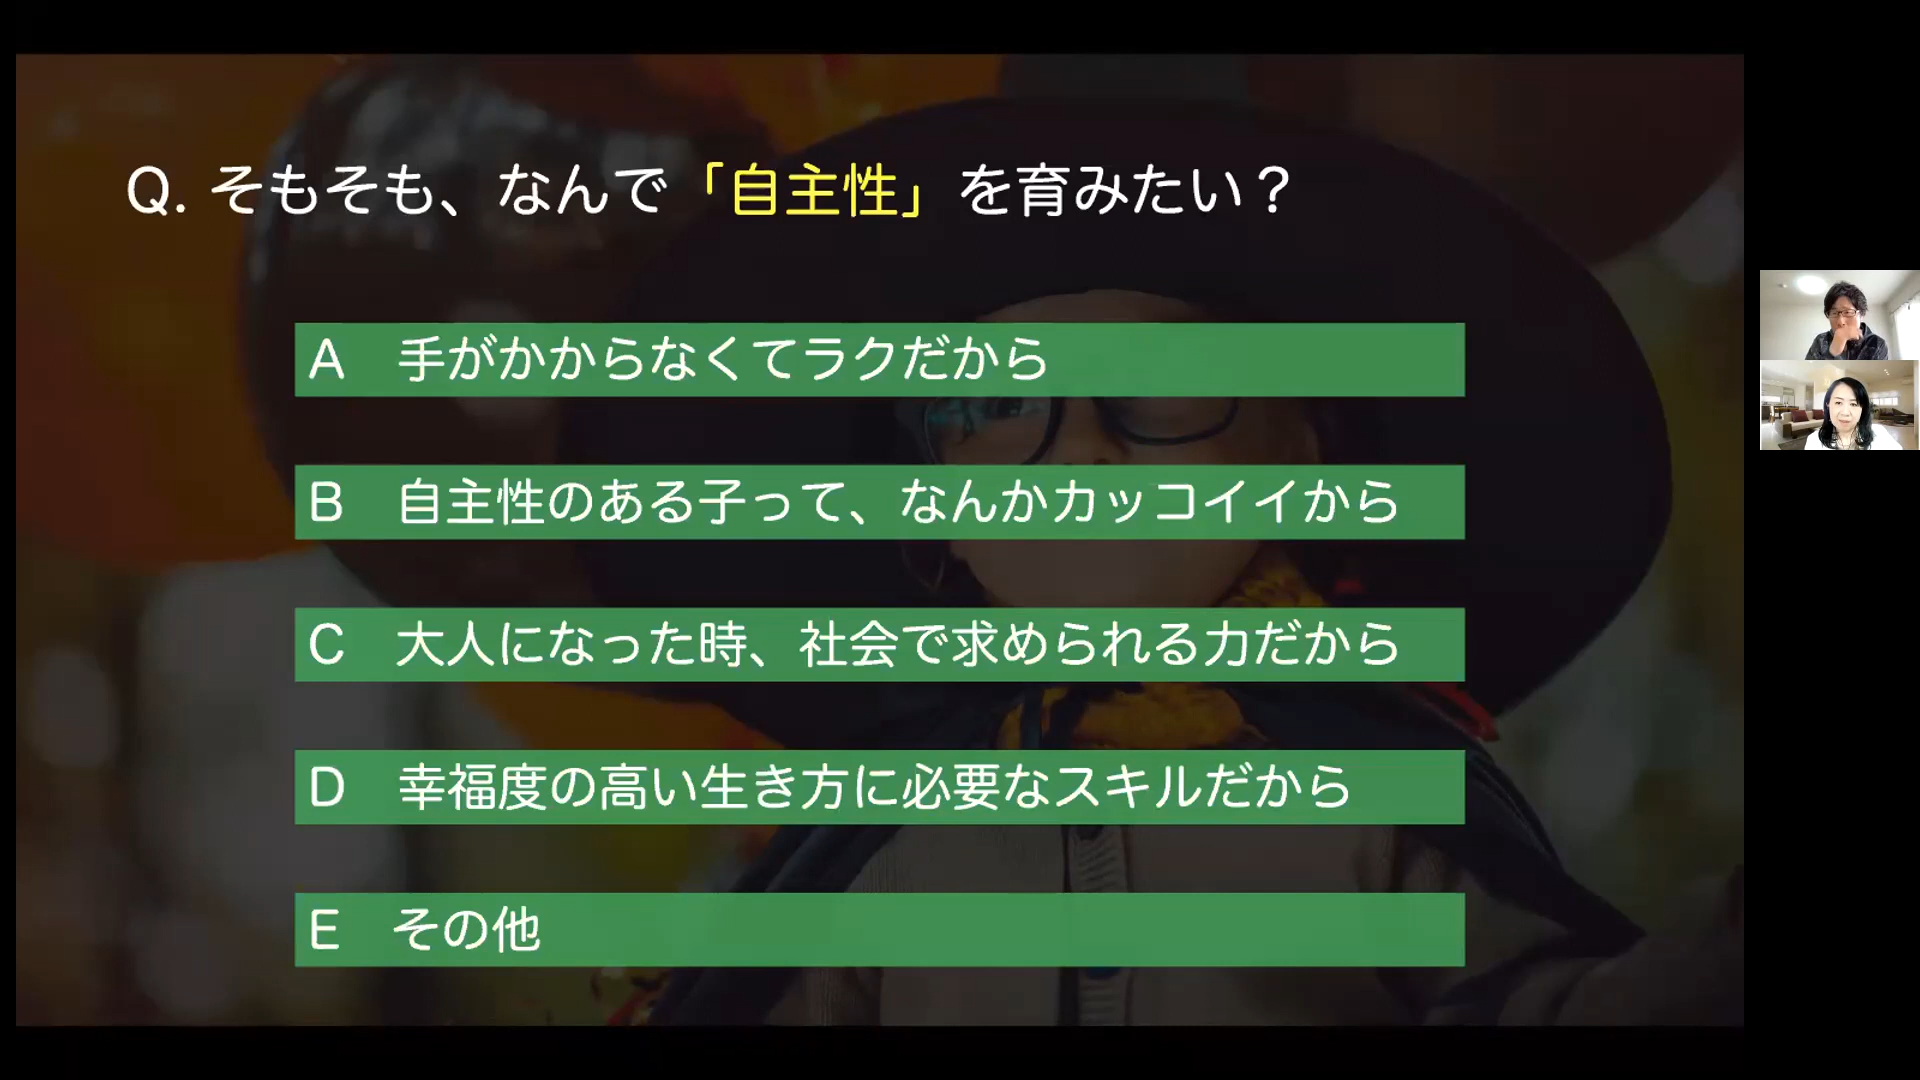 Q. そもそも、なんで「自主性」を育みたい？
A 手がかからなくてラクだから
B 自主性のある子って、なんかカッコイイから
C 大人になった時、社会で求められる力だから
D 幸福度の高い生き方に必要なスキルだから
E その他